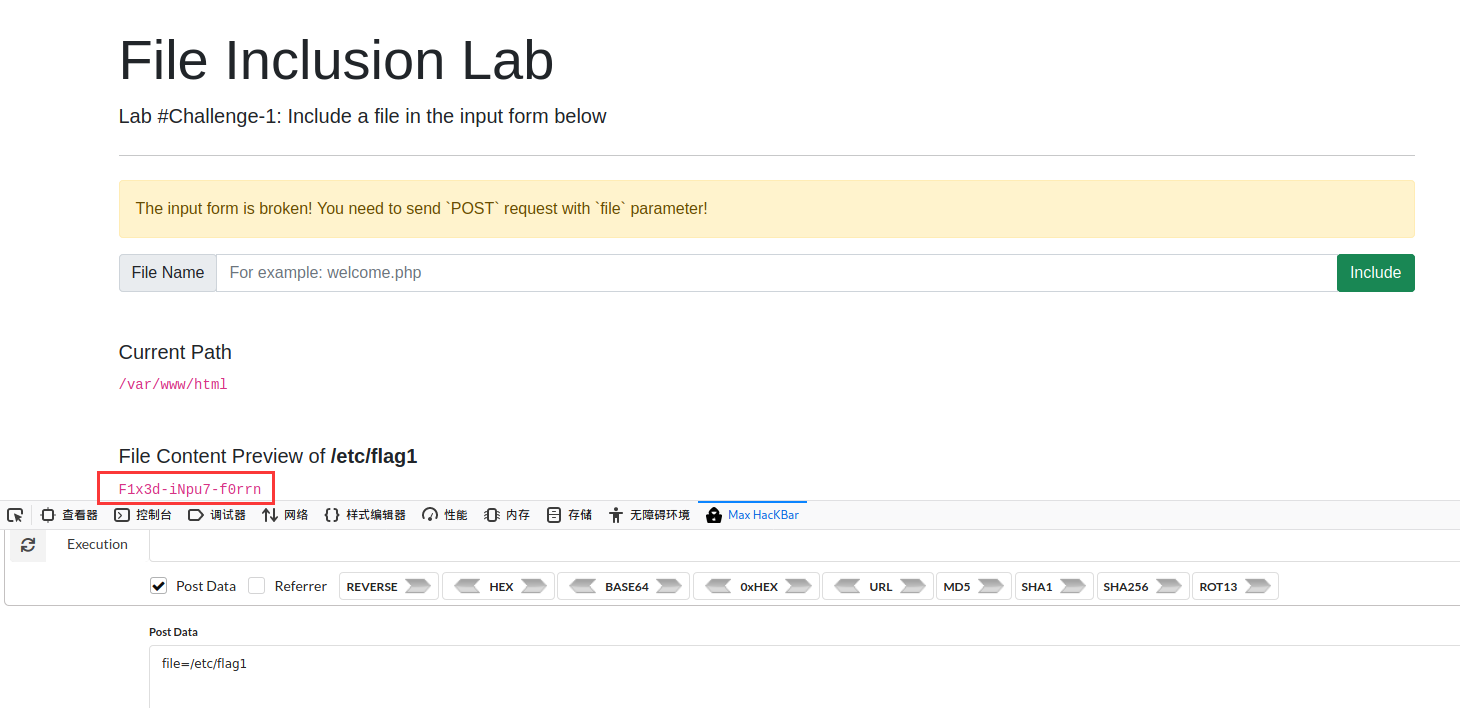 File Inclusion Lab
Lab #Challenge-1: Include a file in the input form below
The input form is broken! You need to send `POST` request with `file` parameter!
File Name For example: welcome.php Include
Current Path
/var/www/html
File Content Preview of /etc/flag1
F1x3d-iNpu7-f0rrn
查看器 控制台 调试器 网络 样式编辑器 性能 内存 存储 无障碍环境 Max HacKBar
Execution
Post Data Referrer REVERSE HEX BASE64 0xHEX URL MD5 SHA1 SHA256 ROT13
Post Data
file=/etc/flag1